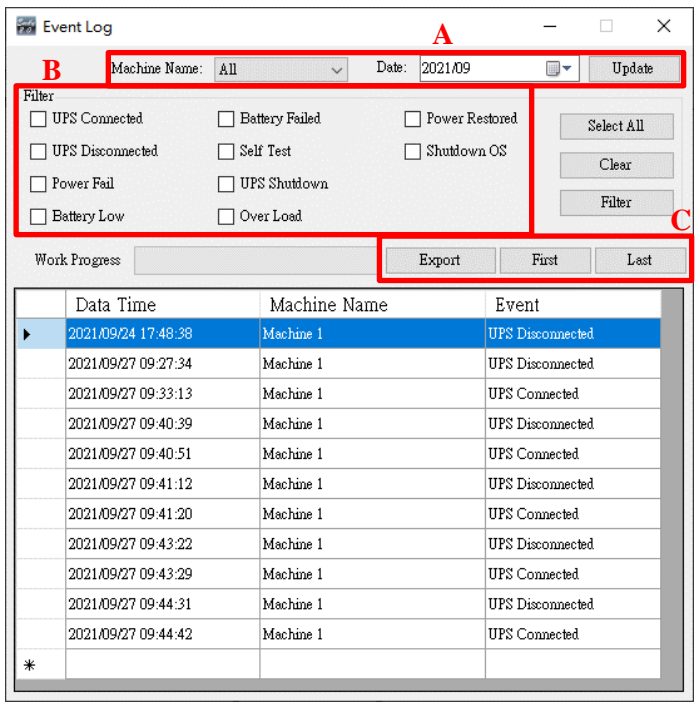 Event Log
A
B
Machine Name: All Date: 2021/09 Update
Filter
UPS Connected Battery Failed Power Restored
Select All
UPS Disconnected Self Test Shutdown OS
Clear
Power Fail UPS Shutdown
Filter
Battery Low Over Load
C
Work Progress Export First Last
Data Time Machine Name Event
2021/09/24 17:48:38 Machine 1 UPS Disconnected
2021/09/27 09:27:34 Machine 1 UPS Disconnected
2021/09/27 09:33:13 Machine 1 UPS Connected
2021/09/27 09:40:39 Machine 1 UPS Disconnected
2021/09/27 09:40:51 Machine 1 UPS Connected
2021/09/27 09:41:12 Machine 1 UPS Disconnected
2021/09/27 09:41:20 Machine 1 UPS Connected
2021/09/27 09:43:22 Machine 1 UPS Disconnected
2021/09/27 09:43:29 Machine 1 UPS Connected
2021/09/27 09:44:31 Machine 1 UPS Disconnected
2021/09/27 09:44:42 Machine 1 UPS Connected